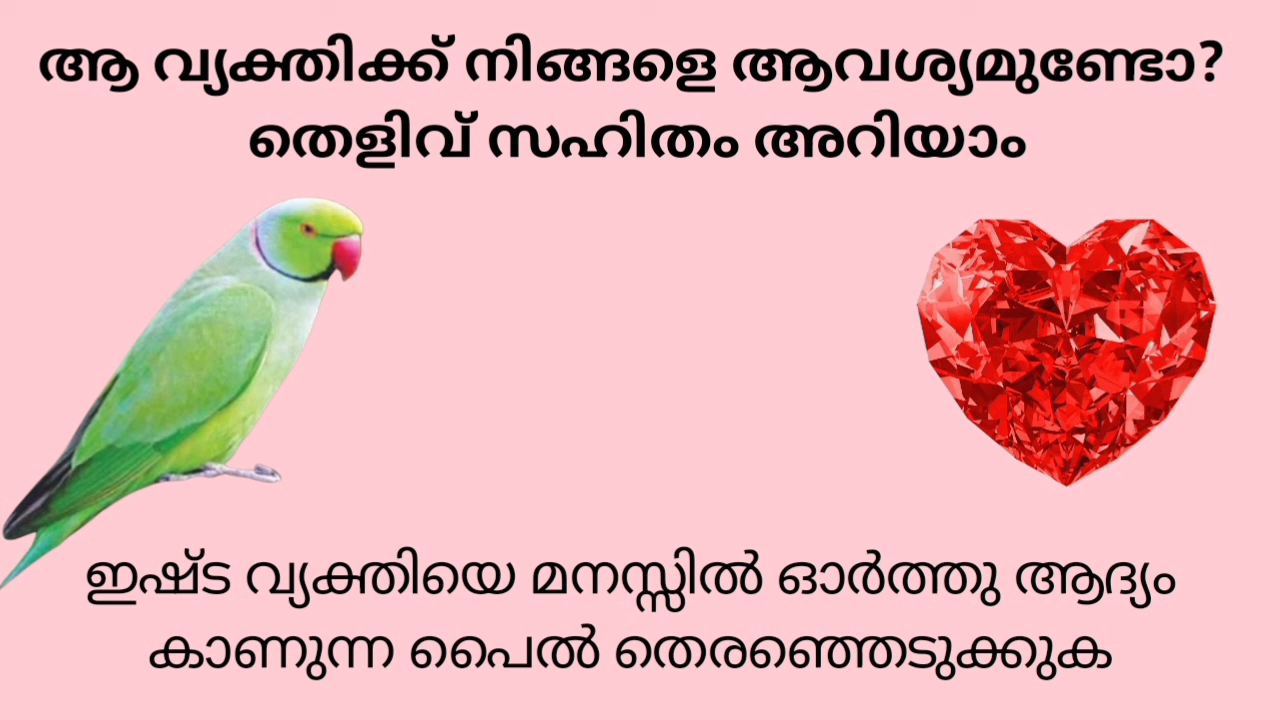 ആ വ്യക്തിക്ക് നിങ്ങളെ ആവശ്യമുണ്ടോ?
തെളിവ് സഹിതം അറിയാം
ഇഷ്ട വ്യക്തിയെ മനസ്സിൽ ഓർത്തു ആദ്യം
കാണുന്ന പൈൽ തെരഞ്ഞെടുക്കുക